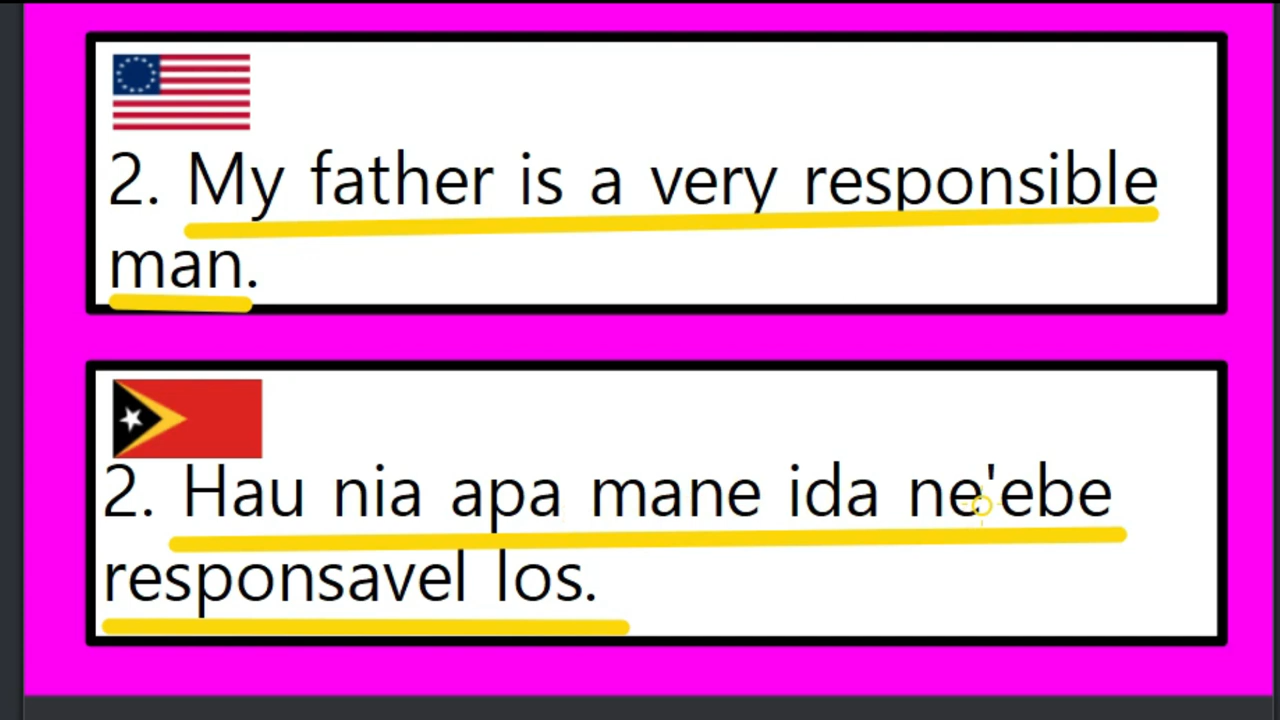 2. My father is a very responsible
man.
2. Hau nia apa mane ida ne'ebe
responsavel los.